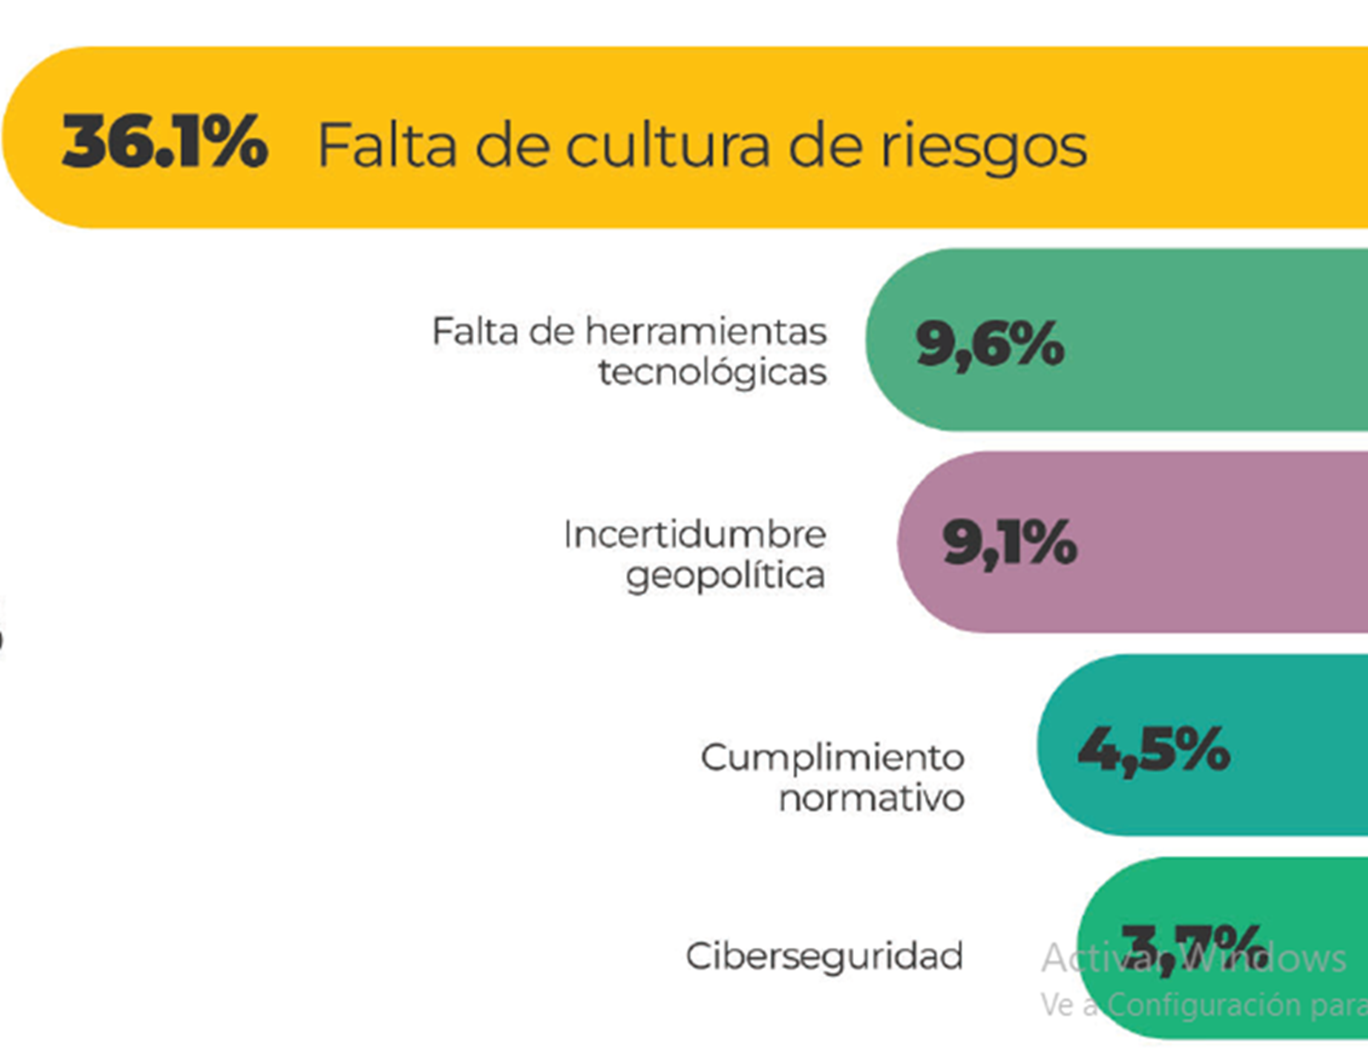 36.1% Falta de cultura de riesgos
Falta de herramientas
tecnológicas
9,6%
Incertidumbre
geopolítica
9,1%
Cumplimiento
normativo
4,5%
Ciberseguridad
3,7%
Activar Windows
Ve a Configuración para